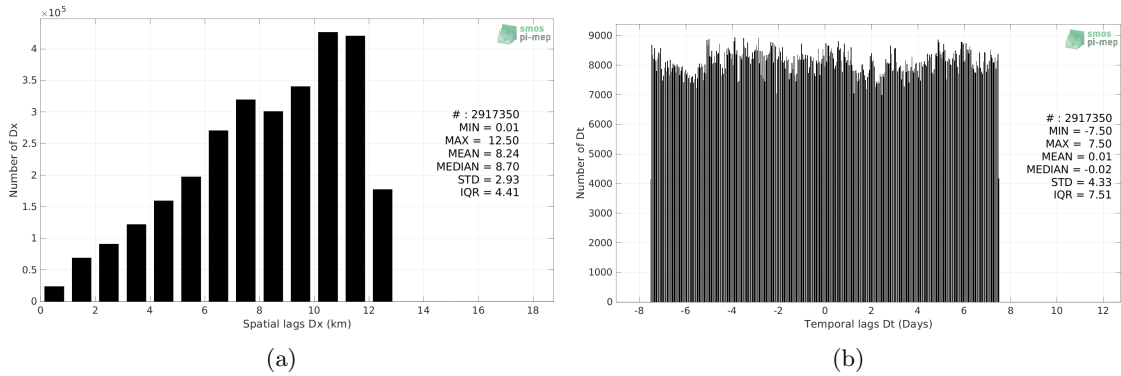 ×10⁵
4
3.5
3
2.5
2
1.5
1
0.5
0
Number of Dx
0 2 4 6 8 10 12 14 16 18
Spatial lags Dx (km)
smos
pi-mep
# : 2917350
MIN = 0.01
MAX = 12.50
MEAN = 8.24
MEDIAN = 8.70
STD = 2.93
IQR = 4.41
(a)
9000
8000
7000
6000
5000
4000
3000
2000
1000
0
Number of Dt
-8 -6 -4 -2 0 2 4 6 8 10 12
Temporal lags Dt (Days)
smos
pi-mep
# : 2917350
MIN = -7.50
MAX = 7.50
MEAN = 0.01
MEDIAN = -0.02
STD = 4.33
IQR = 7.51
(b)